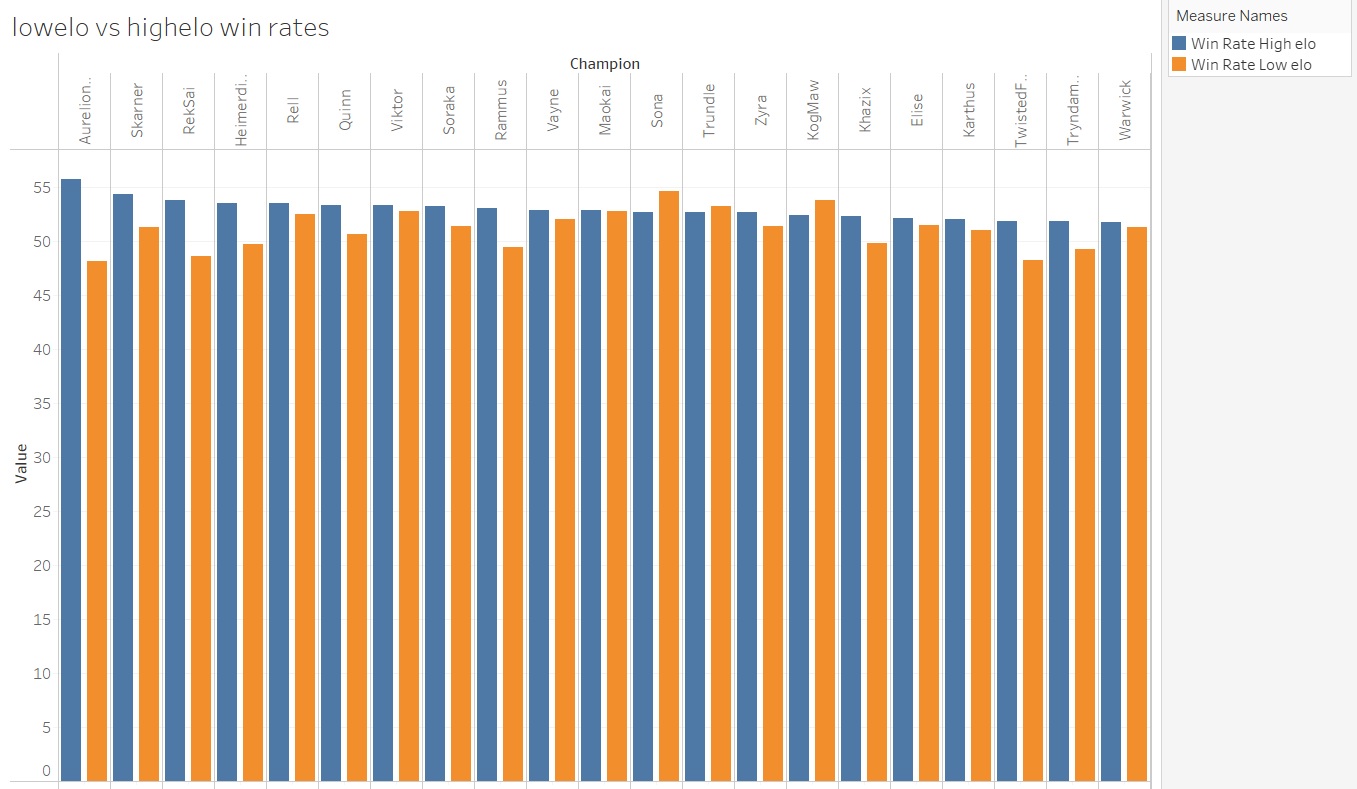 lowelo vs highelo win rates
Measure Names
Win Rate High elo
Win Rate Low elo
Champion
Aurelion..
Skarner
RekSai
Heimerdi..
Rell
Quinn
Viktor
Soraka
Rammus
Vayne
Maokai
Sona
Trundle
Zyra
KogMaw
Khazix
Elise
Karthus
TwistedF..
Tryndam..
Warwick
Value
55
50
45
40
35
30
25
20
15
10
5
0